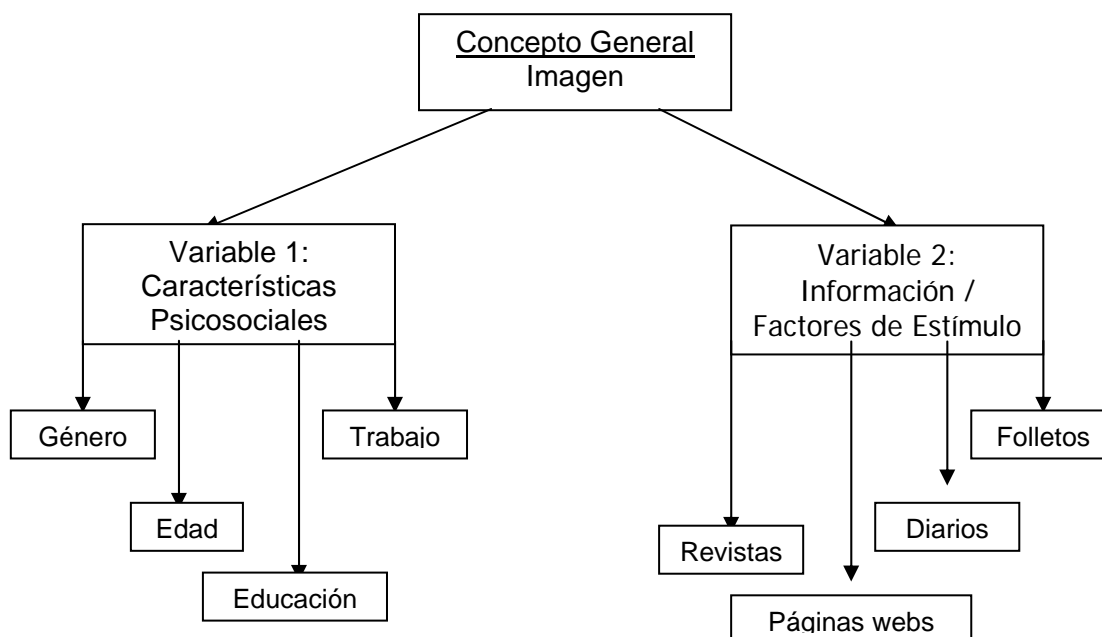 Concepto General
Imagen
Variable 1:
Características
Psicosociales
Variable 2:
Información /
Factores de Estímulo
Género
Trabajo
Folletos
Edad
Diarios
Revistas
Educación
Páginas webs